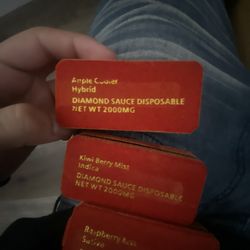 Apple Cooler
Hybrid
DIAMOND SAUCE DISPOSABLE
NET WT 2000MG
Kiwi Berry Mist
Indica
DIAMOND SAUCE DISPOSABLE
NET WT 2000MG
Raspberry
Sativa